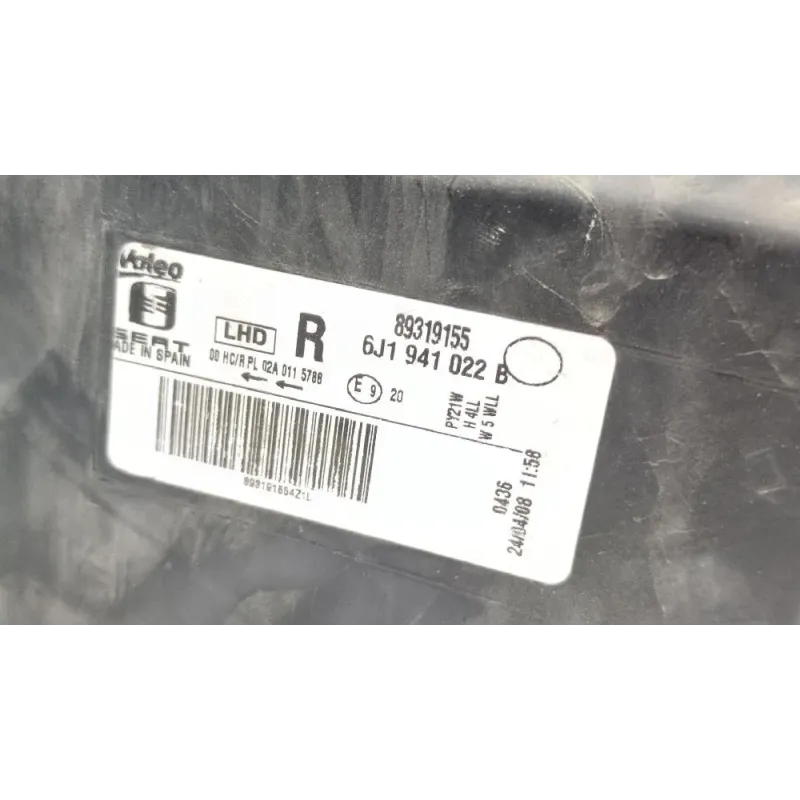 Valeo
SEAT
MADE IN SPAIN
LHD
R
89319155
6J1 941 022 B
00 HC/R PL 02A 011 5788
E 9 20
PY21W
H 4LL
W 5 WLL
0436
24/04/08 11:58